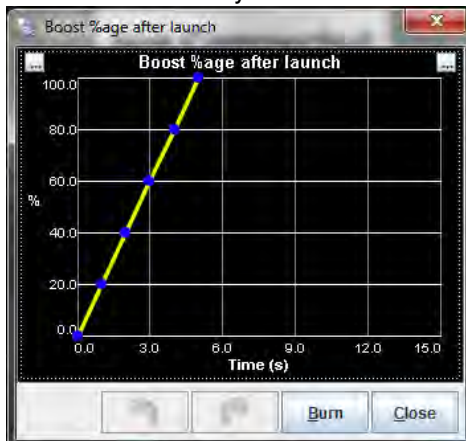 Boost %age after launch
... Boost %age after launch ...
100.0
80.0
60.0
%
40.0
20.0
0.0
0.0 3.0 6.0 9.0 12.0 15.0
Time (s)
Burn Close